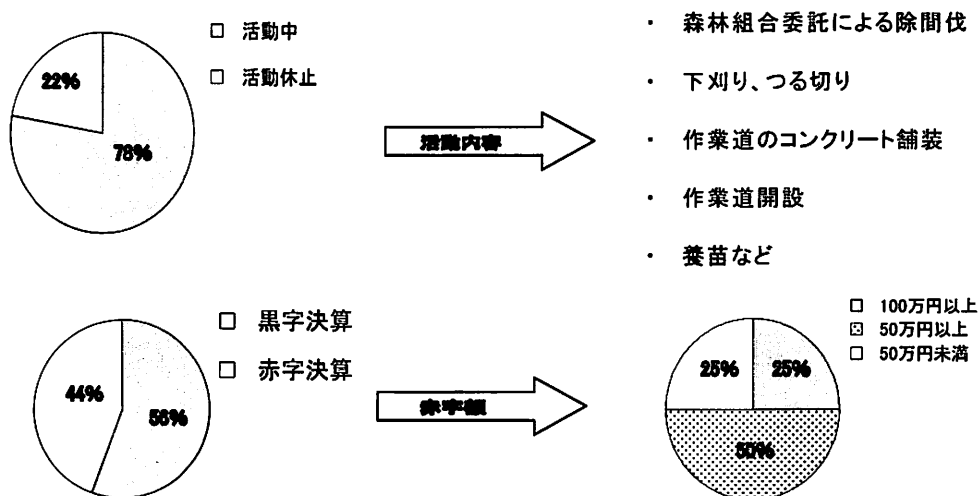 □ 活動中
□ 活動休止
22%
78%
活動内容
・ 森林組合委託による除間伐
・ 下刈り、つる切り
・ 作業道のコンクリート舗装
・ 作業道開設
・ 養苗など
□ 黒字決算
□ 赤字決算
44%
56%
赤字額
□ 100万円以上
50万円以上
□ 50万円未満
25%
25%
50%